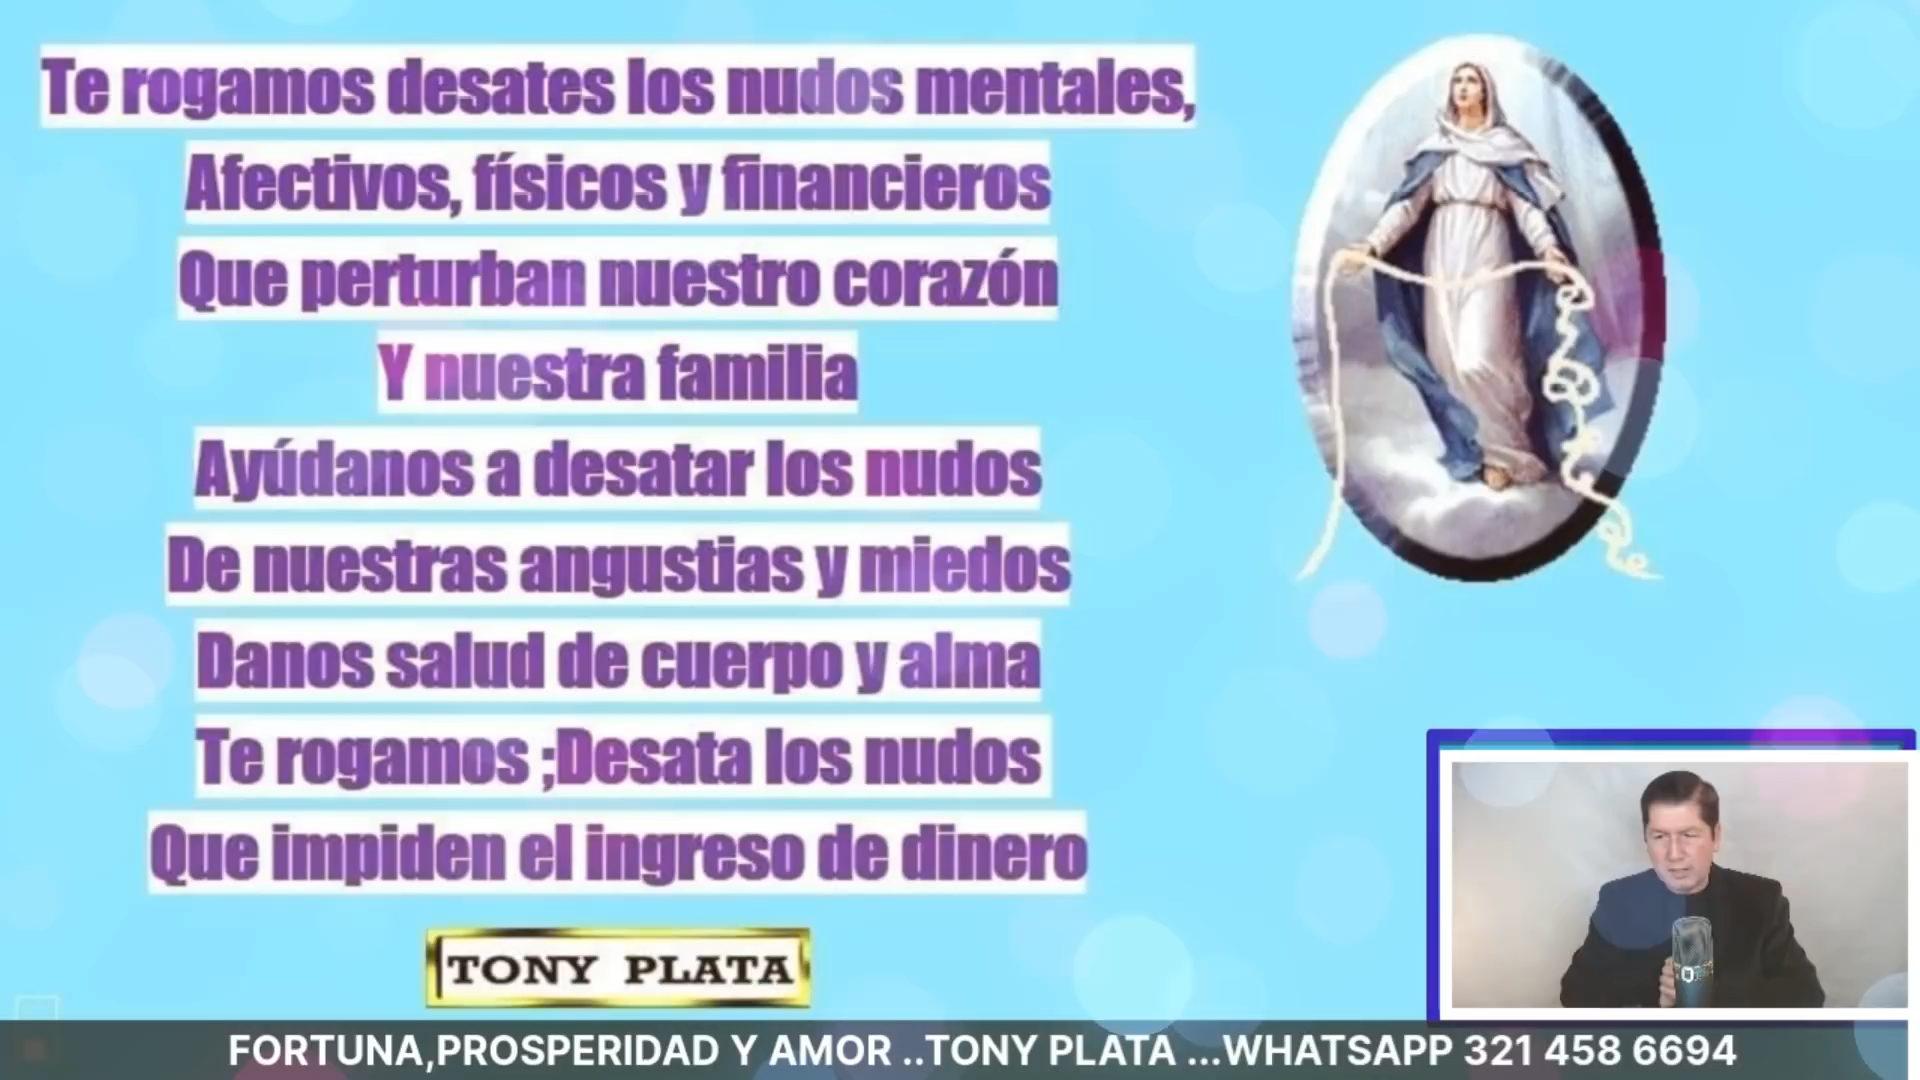 Te rogamos desates los nudos mentales,
Afectivos, físicos y financieros
Que perturban nuestro corazón
Y nuestra familia
Ayúdanos a desatar los nudos
De nuestras angustias y miedos
Danos salud de cuerpo y alma
Te rogamos ;Desata los nudos
Que impiden el ingreso de dinero
TONY PLATA
FORTUNA,PROSPERIDAD Y AMOR ..TONY PLATA ...WHATSAPP 321 458 6694